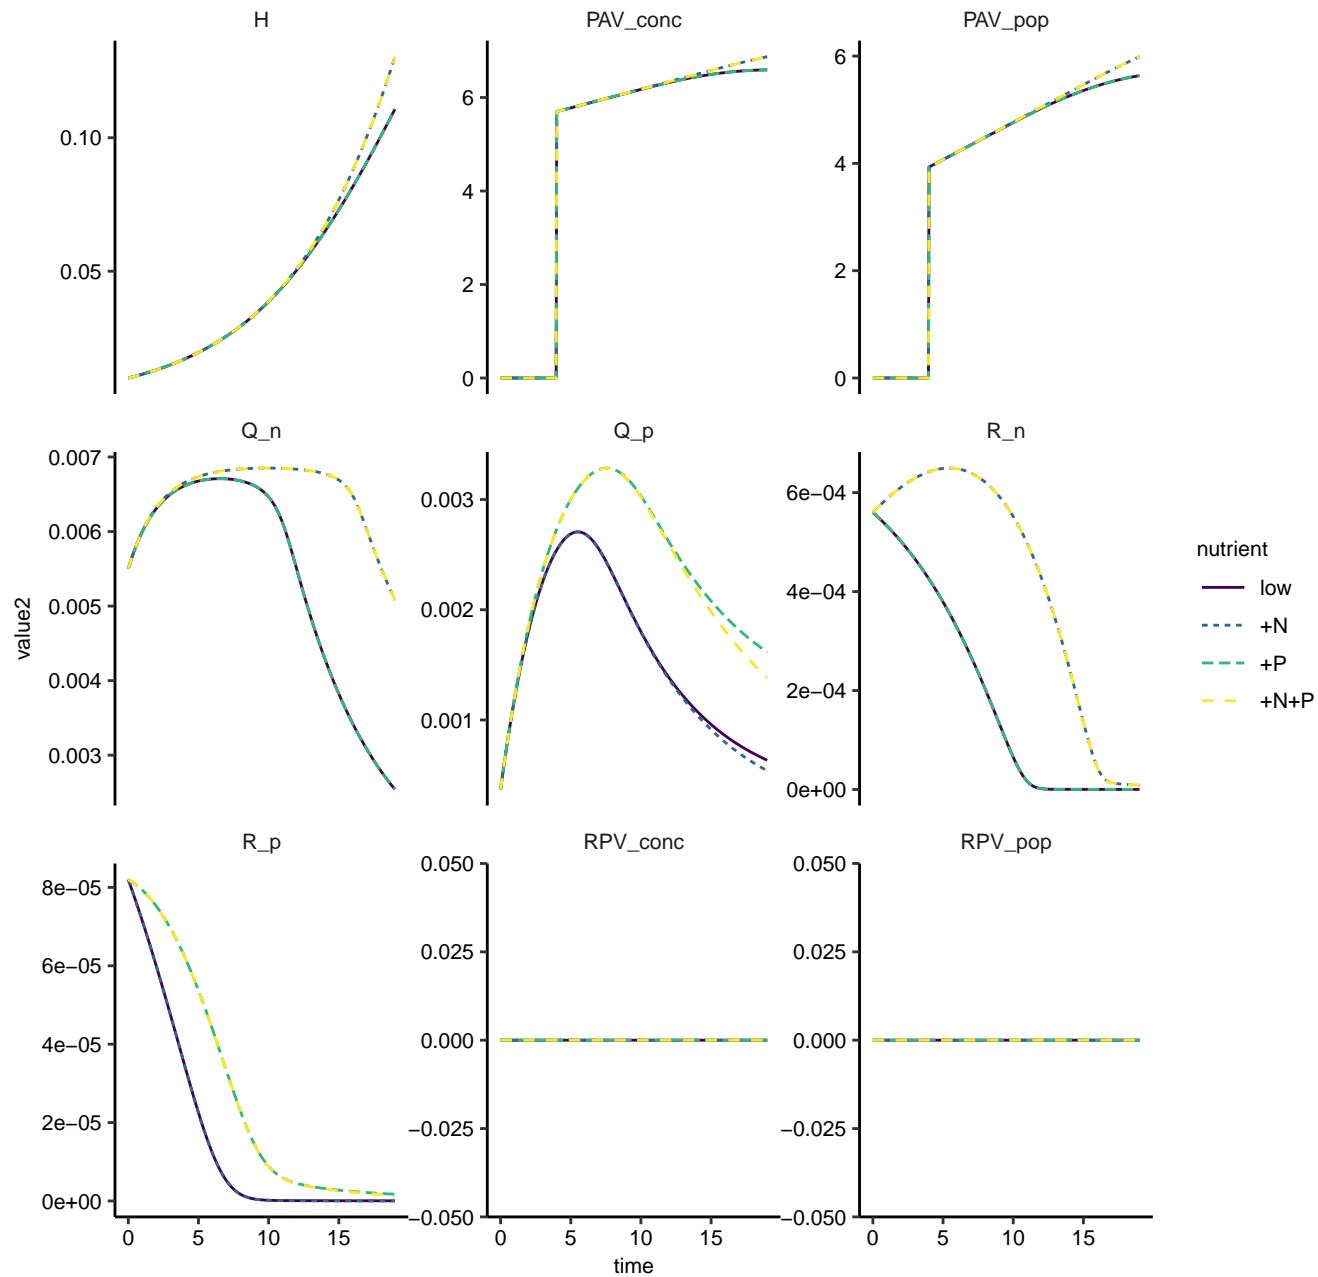 H
PAV_conc
PAV_pop
0.10
0.05
6
4
2
0
6
4
2
0
Q_n
Q_p
R_n
0.007
0.006
0.005
0.004
0.003
0.003
0.002
0.001
6e−04
4e−04
2e−04
0e+00
value2
nutrient
low
+N
+P
+N+P
R_p
RPV_conc
RPV_pop
8e−05
6e−05
4e−05
2e−05
0e+00
0.050
0.025
0.000
−0.025
−0.050
0.050
0.025
0.000
−0.025
−0.050
0 5 10 15
0 5 10 15
0 5 10 15
time